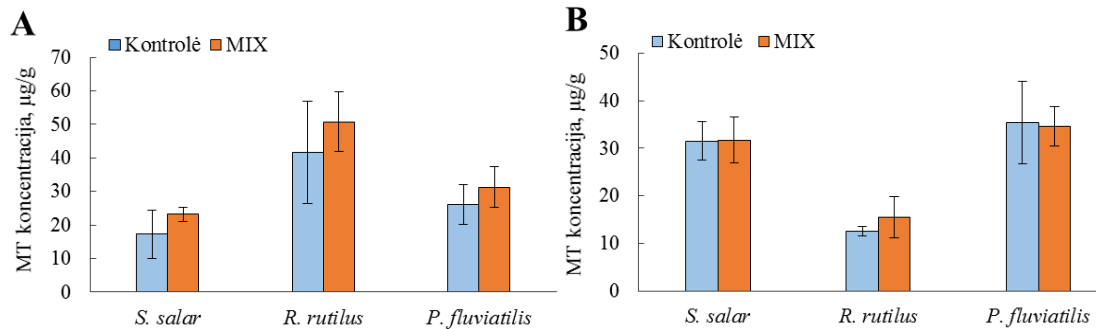 A
Kontrolė MIX
MT koncentracija, µg/g
70
60
50
40
30
20
10
0
S. salar R. rutilus P. fluviatilis
B
Kontrolė MIX
MT koncentracija, µg/g
50
40
30
20
10
0
S. salar R. rutilus P. fluviatilis